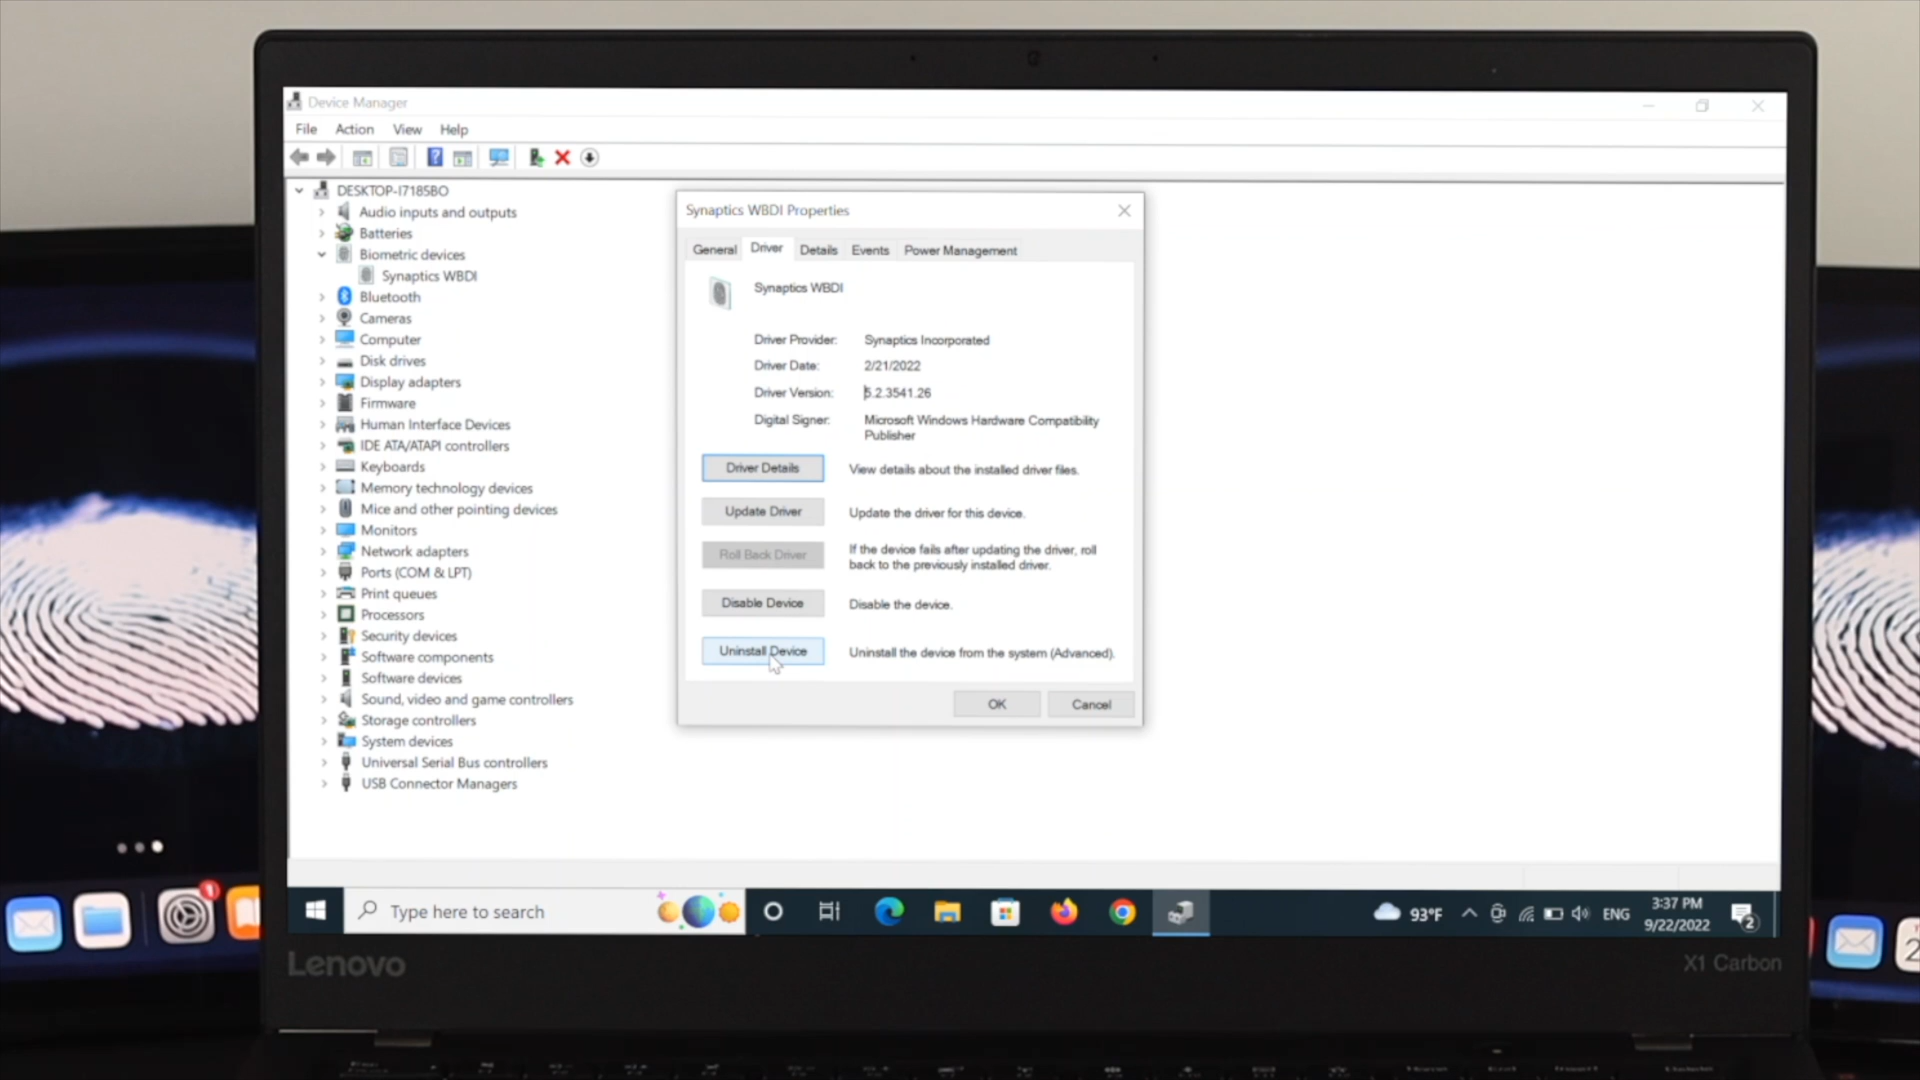 Device Manager
File Action View Help
DESKTOP-I7185BO
Audio inputs and outputs
Batteries
Biometric devices
Synaptics WBDI
Bluetooth
Cameras
Computer
Disk drives
Display adapters
Firmware
Human Interface Devices
IDE ATA/ATAPI controllers
Keyboards
Memory technology devices
Mice and other pointing devices
Monitors
Network adapters
Ports (COM & LPT)
Print queues
Processors
Security devices
Software components
Software devices
Sound, video and game controllers
Storage controllers
System devices
Universal Serial Bus controllers
USB Connector Managers
Synaptics WBDI Properties
General Driver Details Events Power Management
Synaptics WBDI
Driver Provider: Synaptics Incorporated
Driver Date: 2/21/2022
Driver Version: 5.2.3541.26
Digital Signer: Microsoft Windows Hardware Compatibility
Publisher
Driver Details View details about the installed driver files.
Update Driver Update the driver for this device.
Roll Back Driver If the device fails after updating the driver, roll
back to the previously installed driver.
Disable Device Disable the device.
Uninstall Device Uninstall the device from the system (Advanced).
OK Cancel
Type here to search
93°F ENG 3:37 PM
9/22/2022
2
Lenovo X1 Carbon